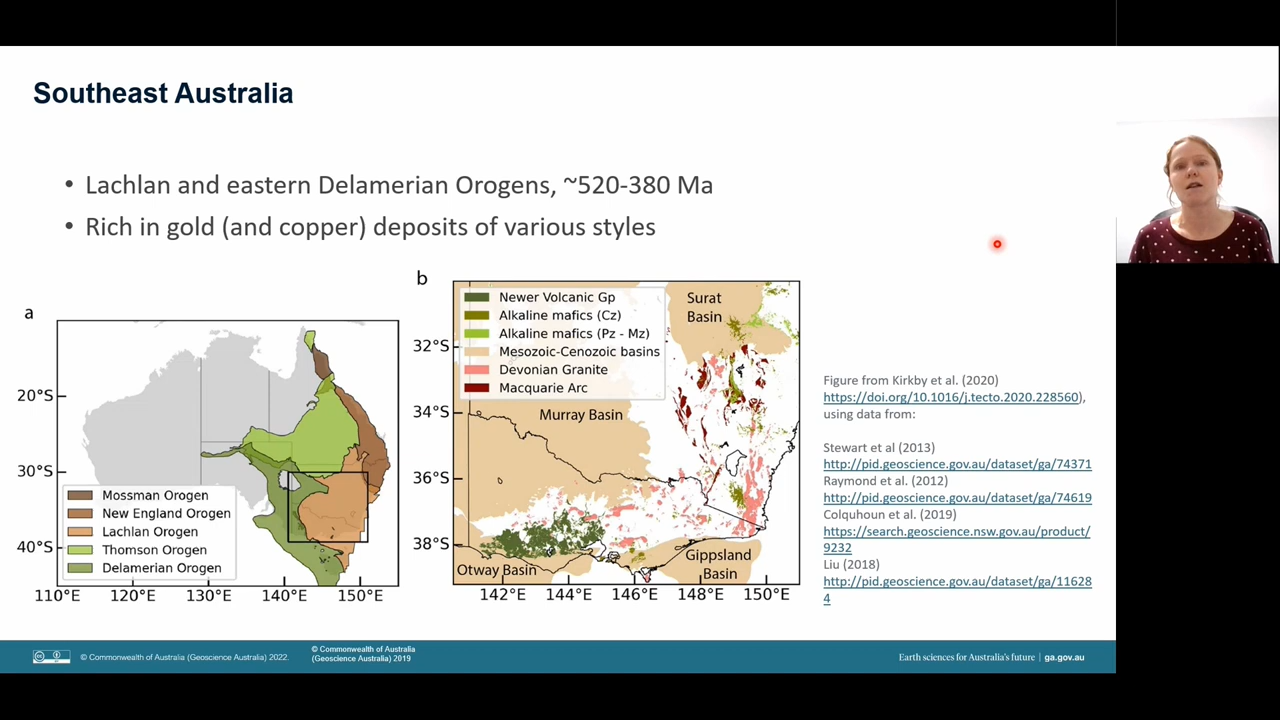 Southeast Australia
• Lachlan and eastern Delamerian Orogens, ~520-380 Ma
• Rich in gold (and copper) deposits of various styles
a
20°S
30°S
40°S
Mossman Orogen
New England Orogen
Lachlan Orogen
Thomson Orogen
Delamerian Orogen
110°E 120°E 130°E 140°E 150°E
b
Newer Volcanic Gp
Alkaline mafics (Cz)
Alkaline mafics (Pz - Mz)
Mesozoic-Cenozoic basins
Devonian Granite
Macquarie Arc
Surat
Basin
Murray Basin
Otway Basin
Gippsland
Basin
32°S
34°S
36°S
38°S
142°E 144°E 146°E 148°E 150°E
Figure from Kirkby et al. (2020)
https://doi.org/10.1016/j.tecto.2020.228560),
using data from:
Stewart et al (2013)
http://pid.geoscience.gov.au/dataset/ga/74371
Raymond et al. (2012)
http://pid.geoscience.gov.au/dataset/ga/74619
Colquhoun et al. (2019)
https://search.geoscience.nsw.gov.au/product/
9232
Liu (2018)
http://pid.geoscience.gov.au/dataset/ga/11628
4
© Commonwealth of Australia (Geoscience Australia) 2022.
© Commonwealth of Australia
(Geoscience Australia) 2019
Earth sciences for Australia's future | ga.gov.au